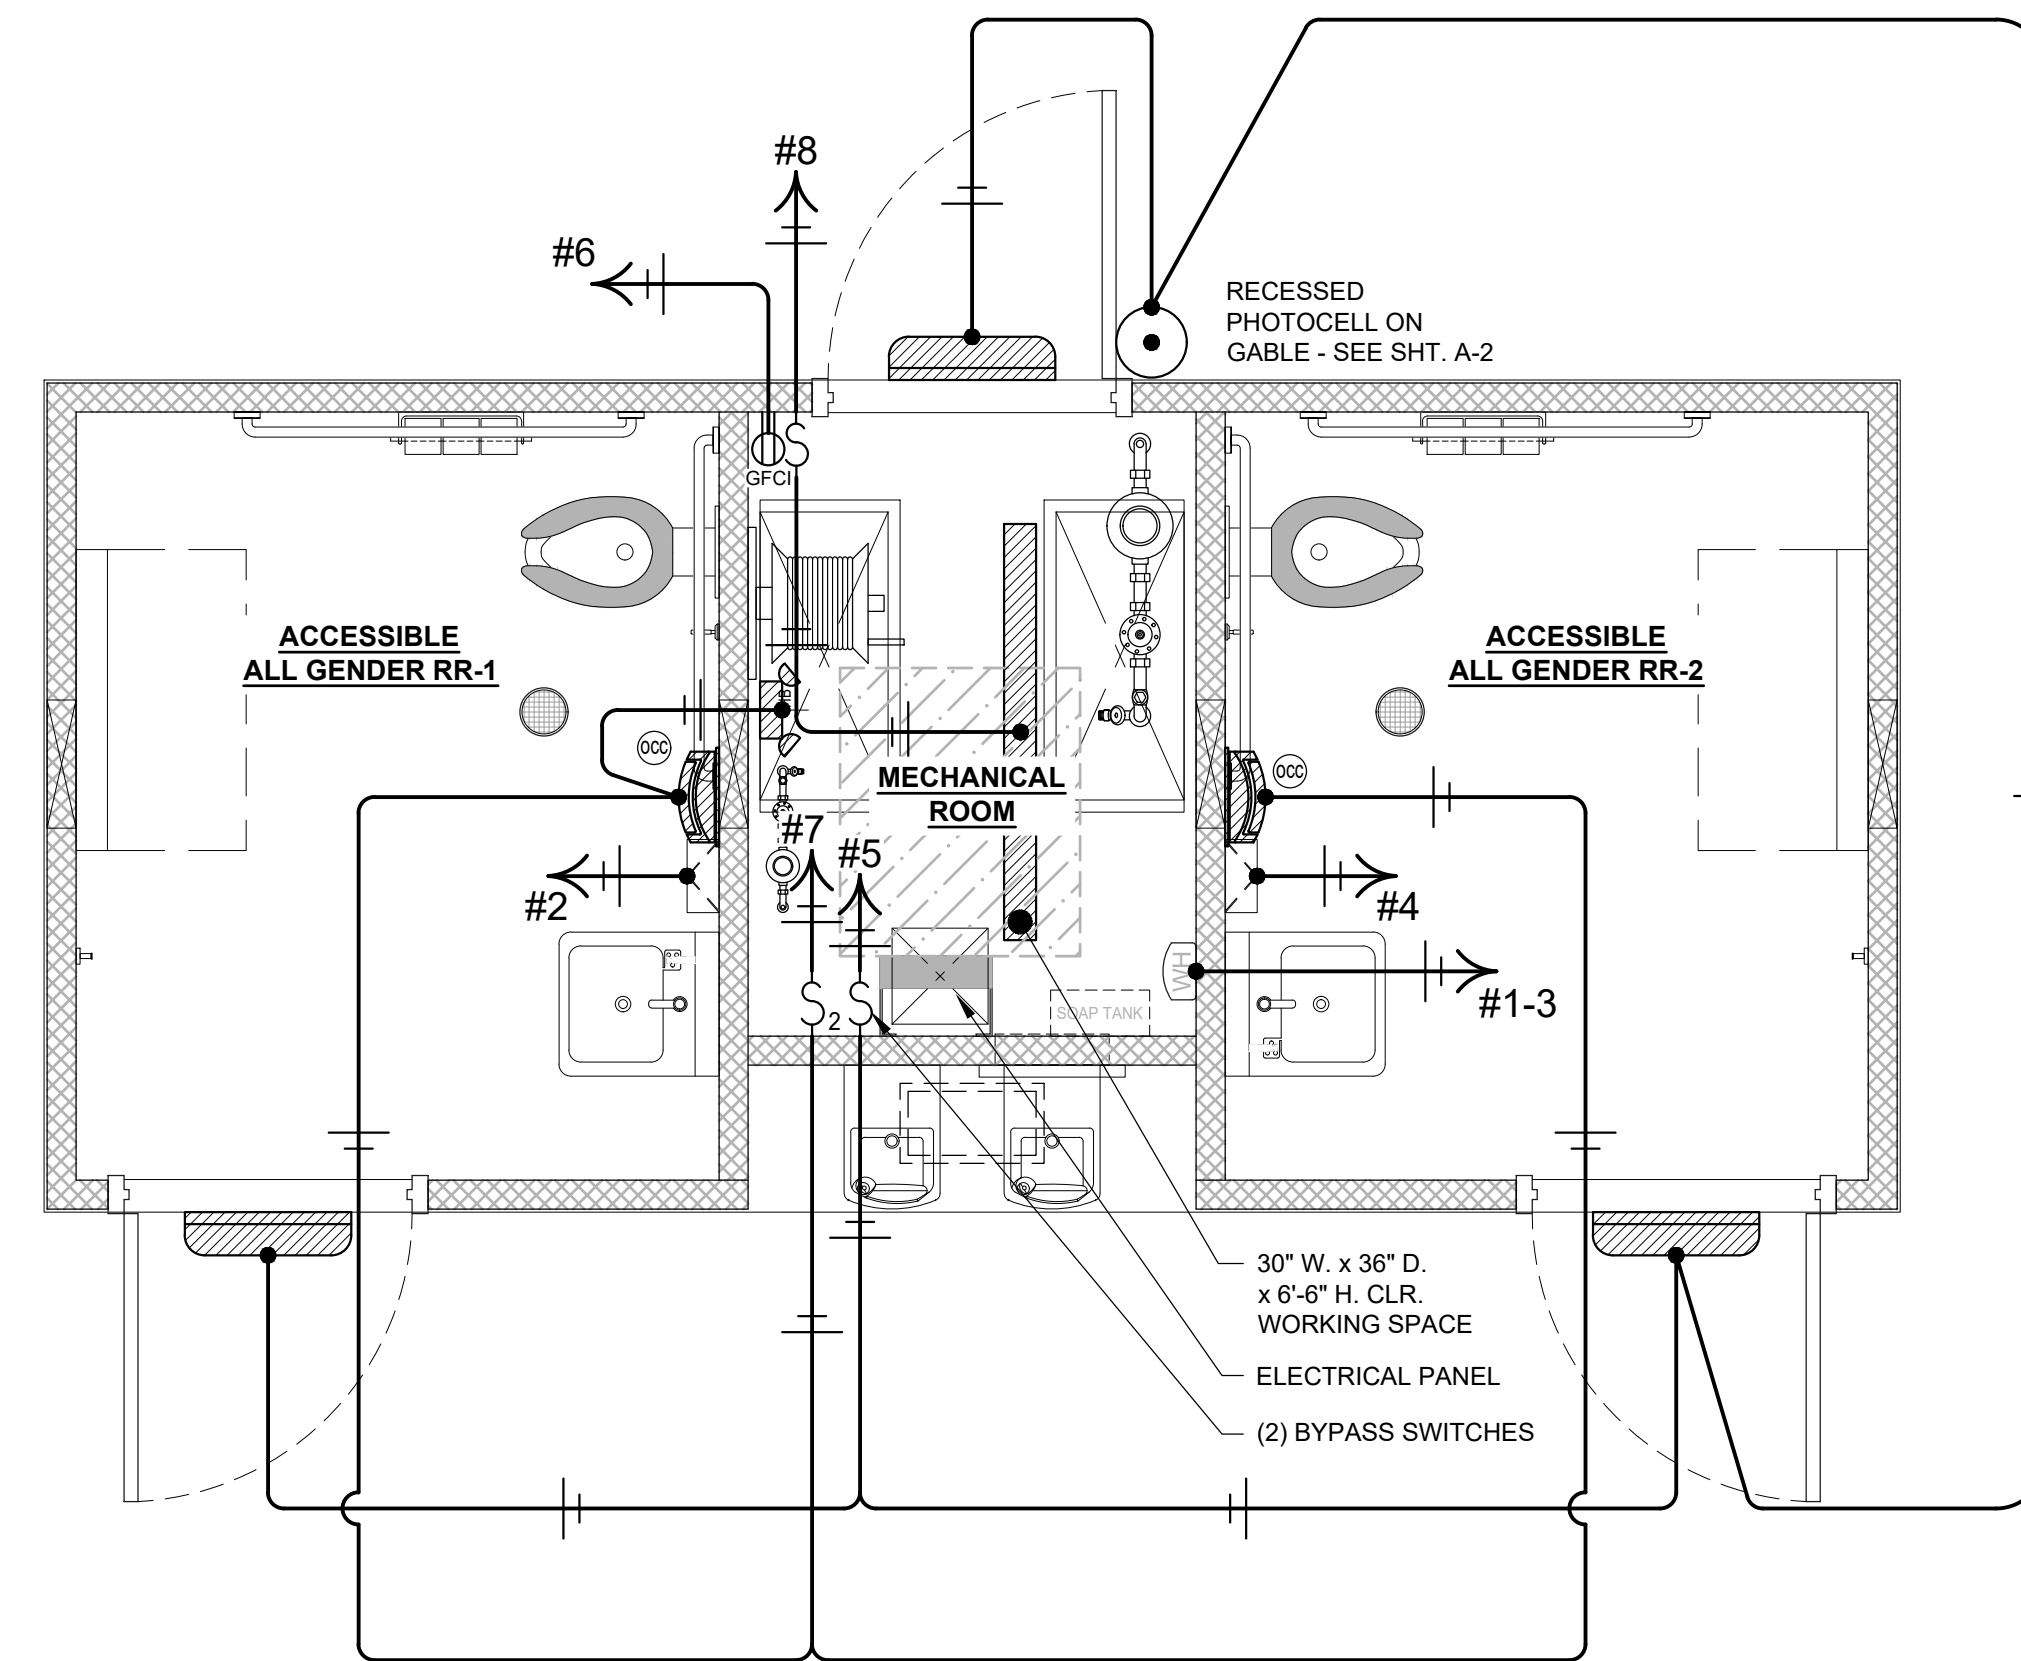 #8
#6
RECESSED
PHOTOCELL ON
GABLE - SEE SHT. A-2
GFCI
ACCESSIBLE
ALL GENDER RR-1
ACCESSIBLE
ALL GENDER RR-2
OCC
OCC
MECHANICAL
ROOM
#7
#5
#2
#4
WH
#1-3
SOAP TANK
2
30" W. x 36" D.
x 6'-6" H. CLR.
WORKING SPACE
ELECTRICAL PANEL
(2) BYPASS SWITCHES